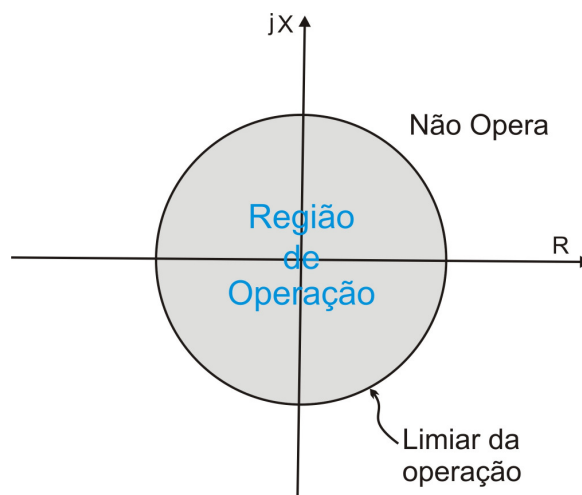 jX
Não Opera
Região
de
Operação
R
Limiar da
operação